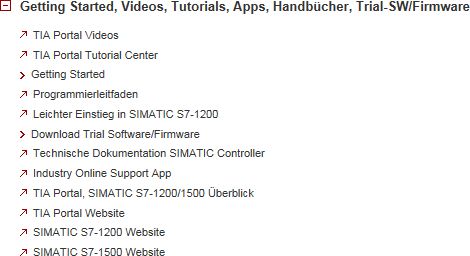 Getting Started, Videos, Tutorials, Apps, Handbücher, Trial-SW/Firmware
TIA Portal Videos
TIA Portal Tutorial Center
Getting Started
Programmierleitfaden
Leichter Einstieg in SIMATIC S7-1200
Download Trial Software/Firmware
Technische Dokumentation SIMATIC Controller
Industry Online Support App
TIA Portal, SIMATIC S7-1200/1500 Überblick
TIA Portal Website
SIMATIC S7-1200 Website
SIMATIC S7-1500 Website